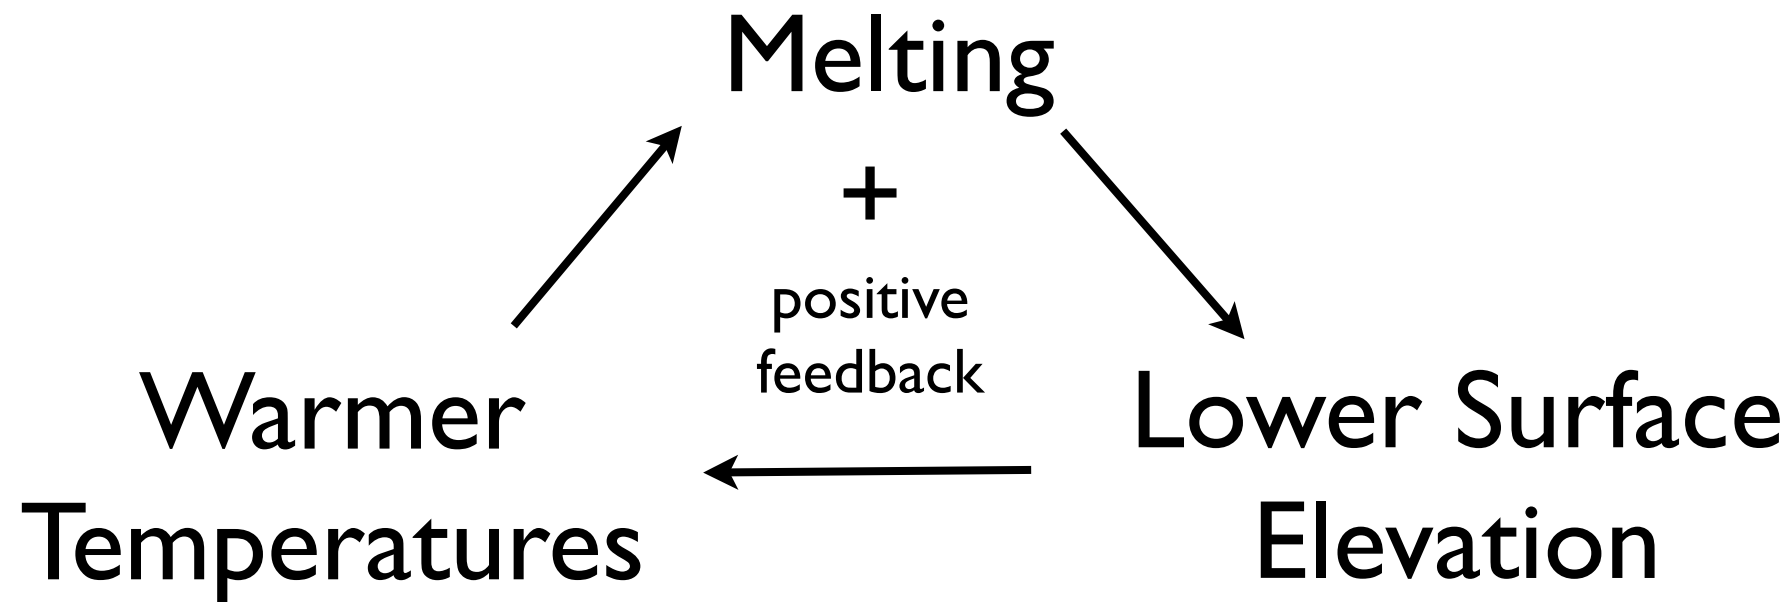 Melting
+
positive
feedback
Warmer
Temperatures
Lower Surface
Elevation